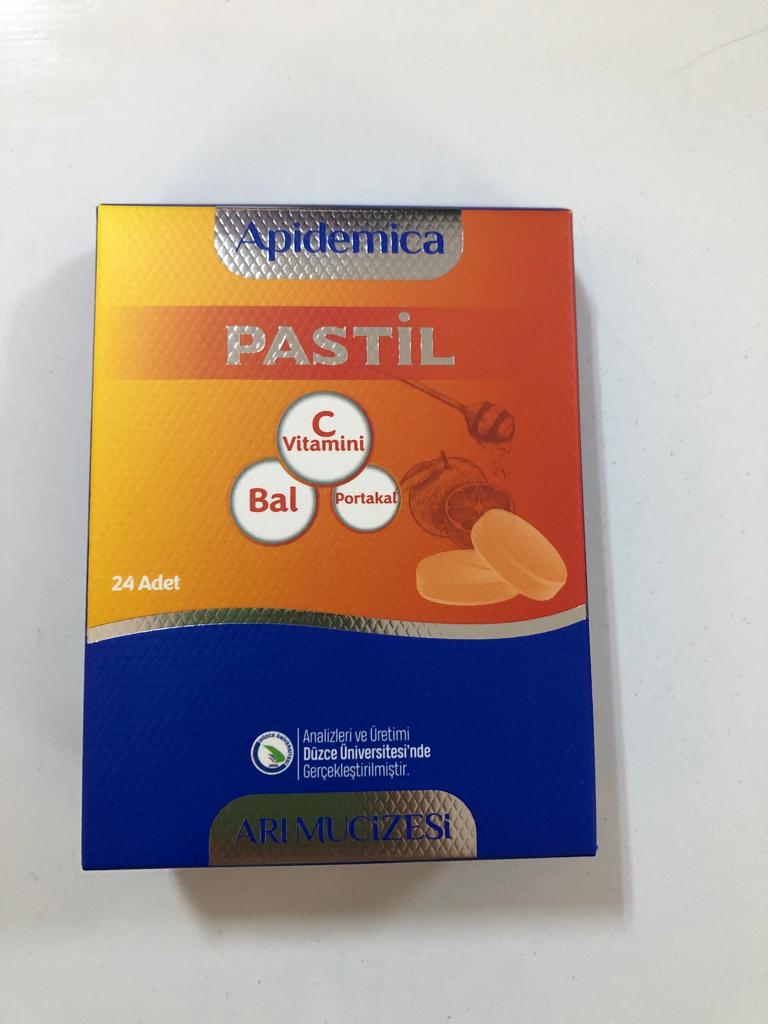 Apidemica
PASTİL
C
Vitamini
Bal
Portakal
24 Adet
Analizleri ve Üretimi
Düzce Üniversitesi'nde
Gerçekleştirilmiştir.
ARI MUCİZESİ